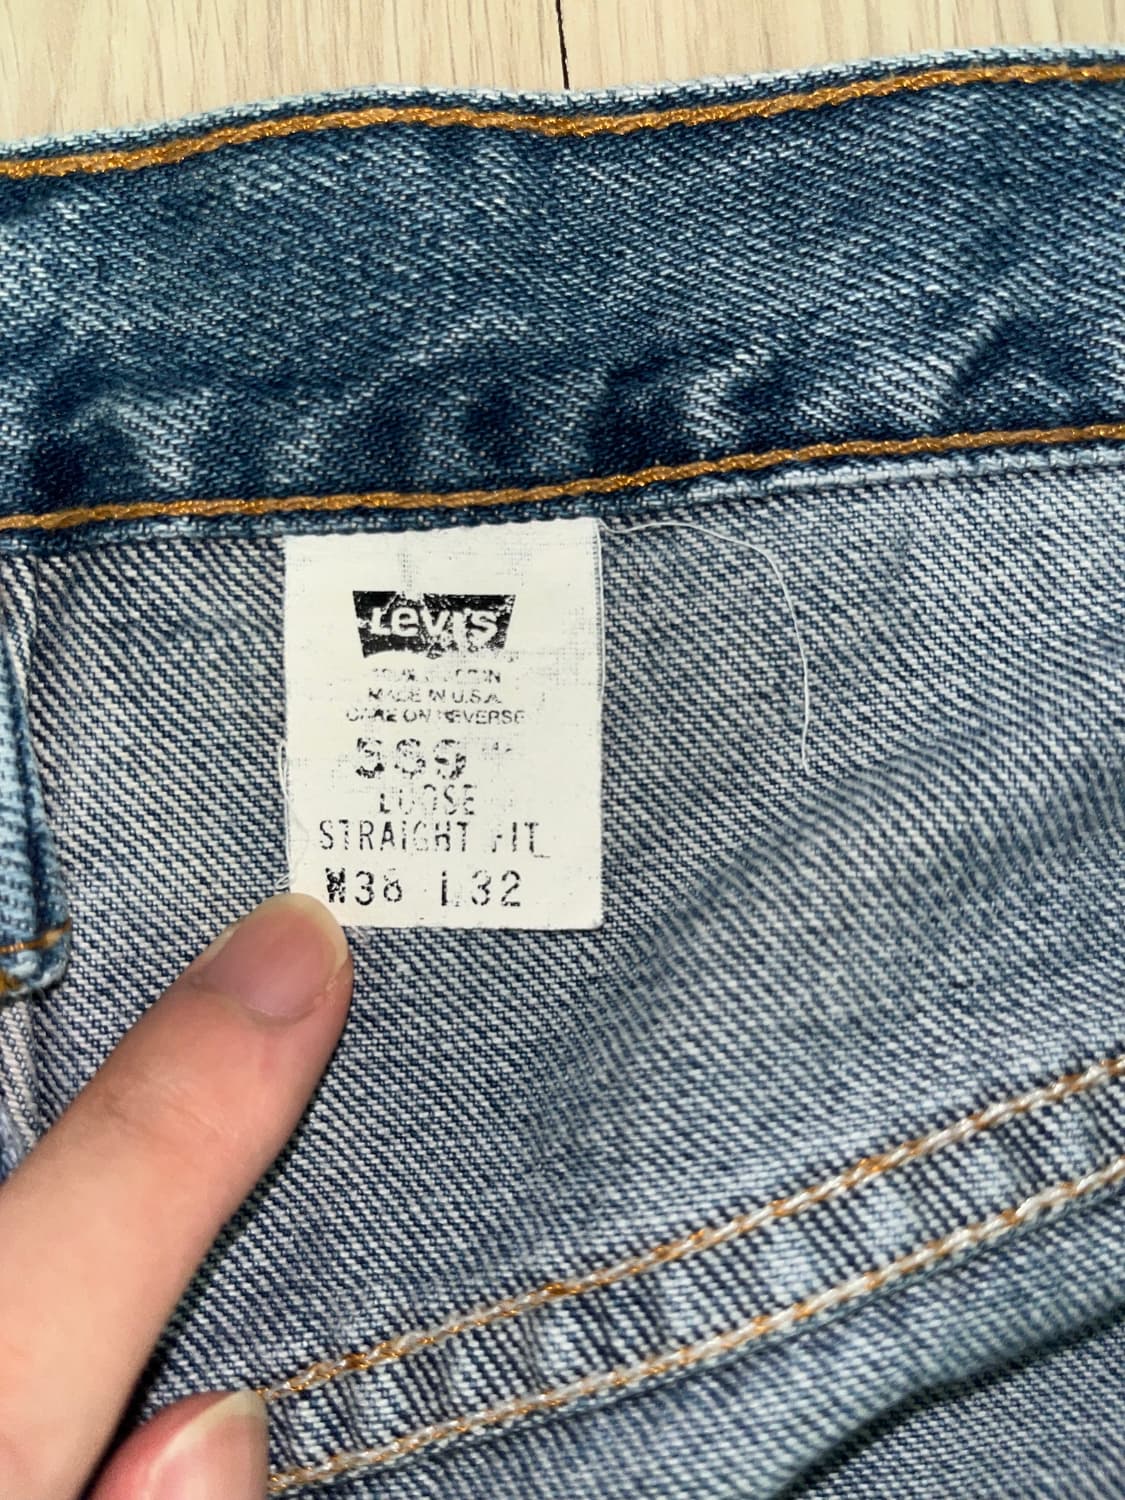 Levi's
MADE IN U.S.A.
CARE ON REVERSE
LOOSE
STRAIGHT FIT
W38 L32